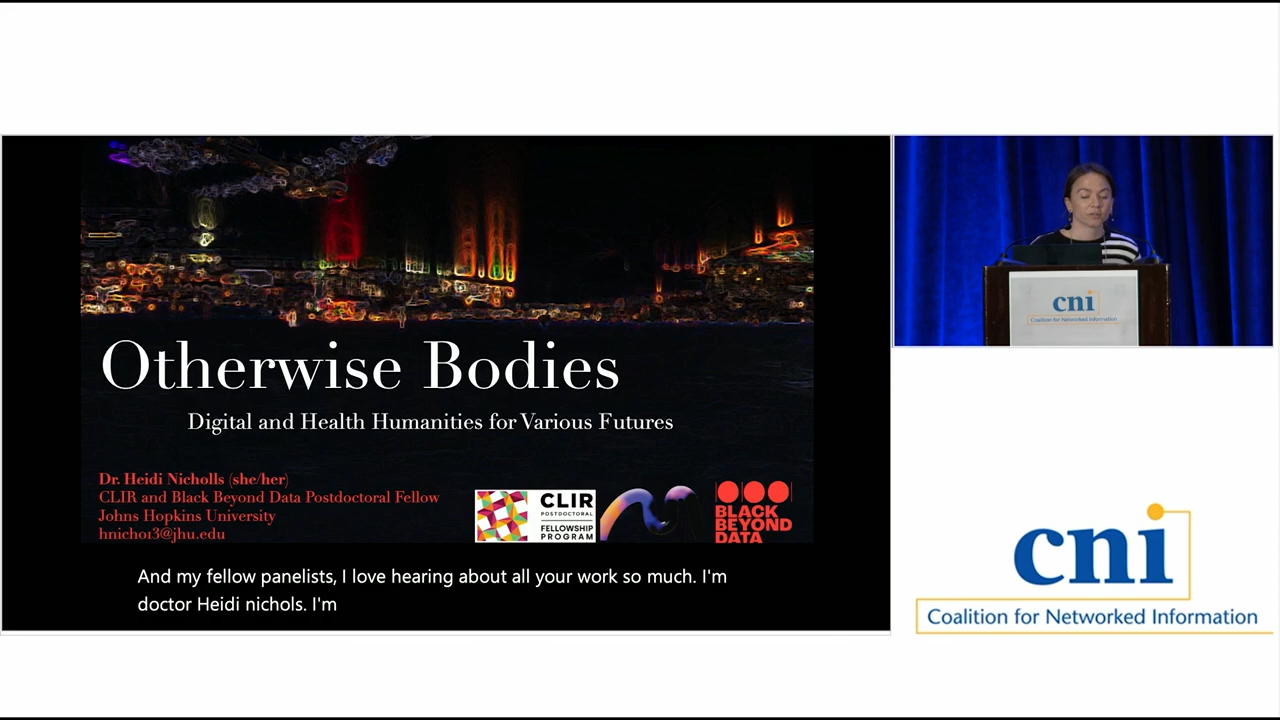 Otherwise Bodies
Digital and Health Humanities for Various Futures
Dr. Heidi Nicholls (she/her)
CLIR and Black Beyond Data Postdoctoral Fellow
Johns Hopkins University
hnicho13@jhu.edu
CLIR
POSTDOCTORAL
FELLOWSHIP
PROGRAM
BLACK
BEYOND
DATA
And my fellow panelists, I love hearing about all your work so much. I'm
doctor Heidi nichols. I'm
cni
Coalition for Networked Information
cni
Coalition for Networked Information